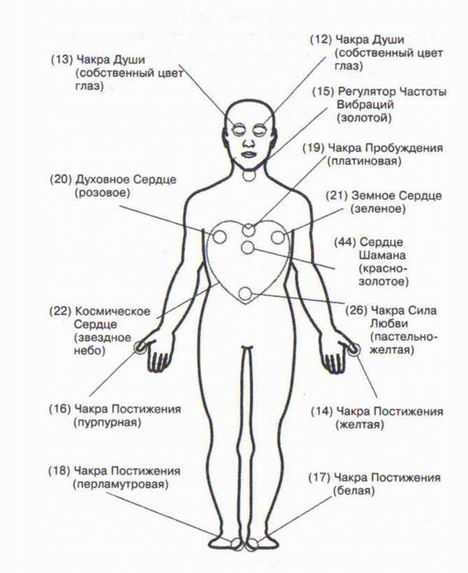 (12) Чакра Души
(собственный цвет
глаз)
(13) Чакра Души
(собственный цвет
глаз)
(15) Регулятор Частоты
Вибраций
(золотой)
(19) Чакра Пробуждения
(платиновая)
(20) Духовное Сердце
(розовое)
(21) Земное Сердце
(зеленое)
(44) Сердце
Шамана
(красно-
золотое)
(22) Космическое
Сердце
(звездное
небо)
(26) Чакра Сила
Любви
(пастельно-
желтая)
(16) Чакра Постижения
(пурпурная)
(14) Чакра Постижения
(желтая)
(18) Чакра Постижения
(перламутровая)
(17) Чакра Постижения
(белая)